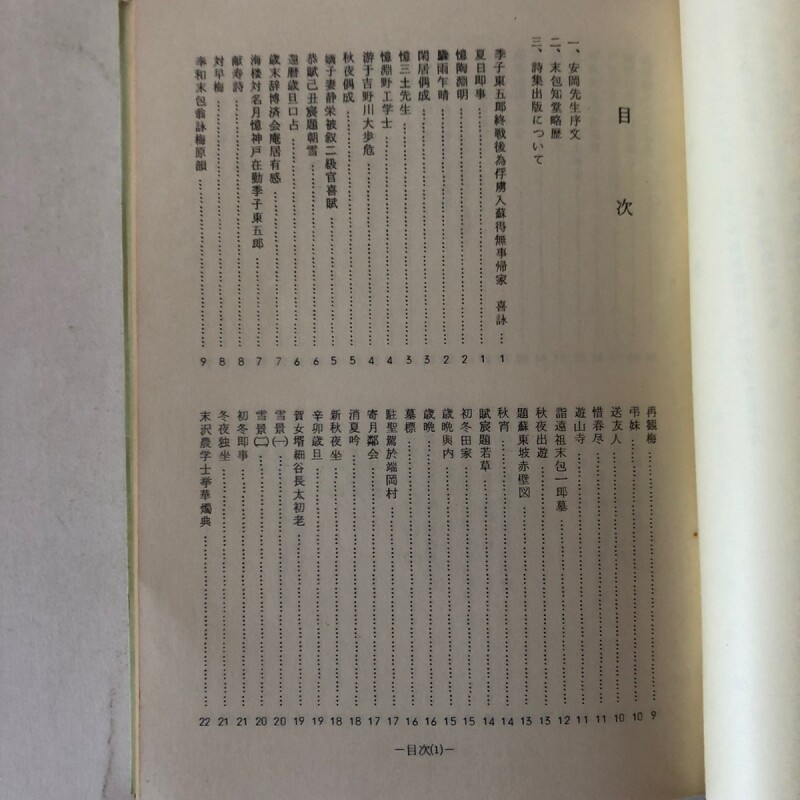 目次
一、安岡先生序文
二、末包知堂略歴
三、詩集出版について
季子東五郎終戦後為俘虜入蘇得無事帰家 喜詠…1
夏日即事…1
憶陶淵明…2
驟雨乍晴…2
閑居偶成…3
憶三土先生…3
憶淵野工学士…4
游于吉野川大歩危…4
秋夜偶成…5
嫡子妻静栄被叙二級官喜賦…5
恭賦己丑宸題朝雪…6
還暦歳旦口占…6
歳末辞博済会庵居有感…7
海楼対名月憶神戸在勤季子東五郎…7
献寿詩…8
対早梅…8
奉和末包翁詠梅原韻…9
再観梅…9
弔妹…10
送友人…10
惜春尽…11
遊山寺…11
詣遠祖末包一郎墓…12
秋夜出遊…13
題蘇東坡赤壁図…13
秋宵…14
賦宸題若草…14
初冬田家…15
歳晩興内…15
歳晩…16
墓標…16
駐聖駕於端岡村…17
寄月鄰会…17
消夏吟…18
新秋夜坐…18
辛卯歳旦…19
賀女壻細谷長太初老…19
雪景(一)…20
雪景(二)…20
初冬即事…21
冬夜独坐…21
末沢農学士挙華燭典…22
―目次(1)―